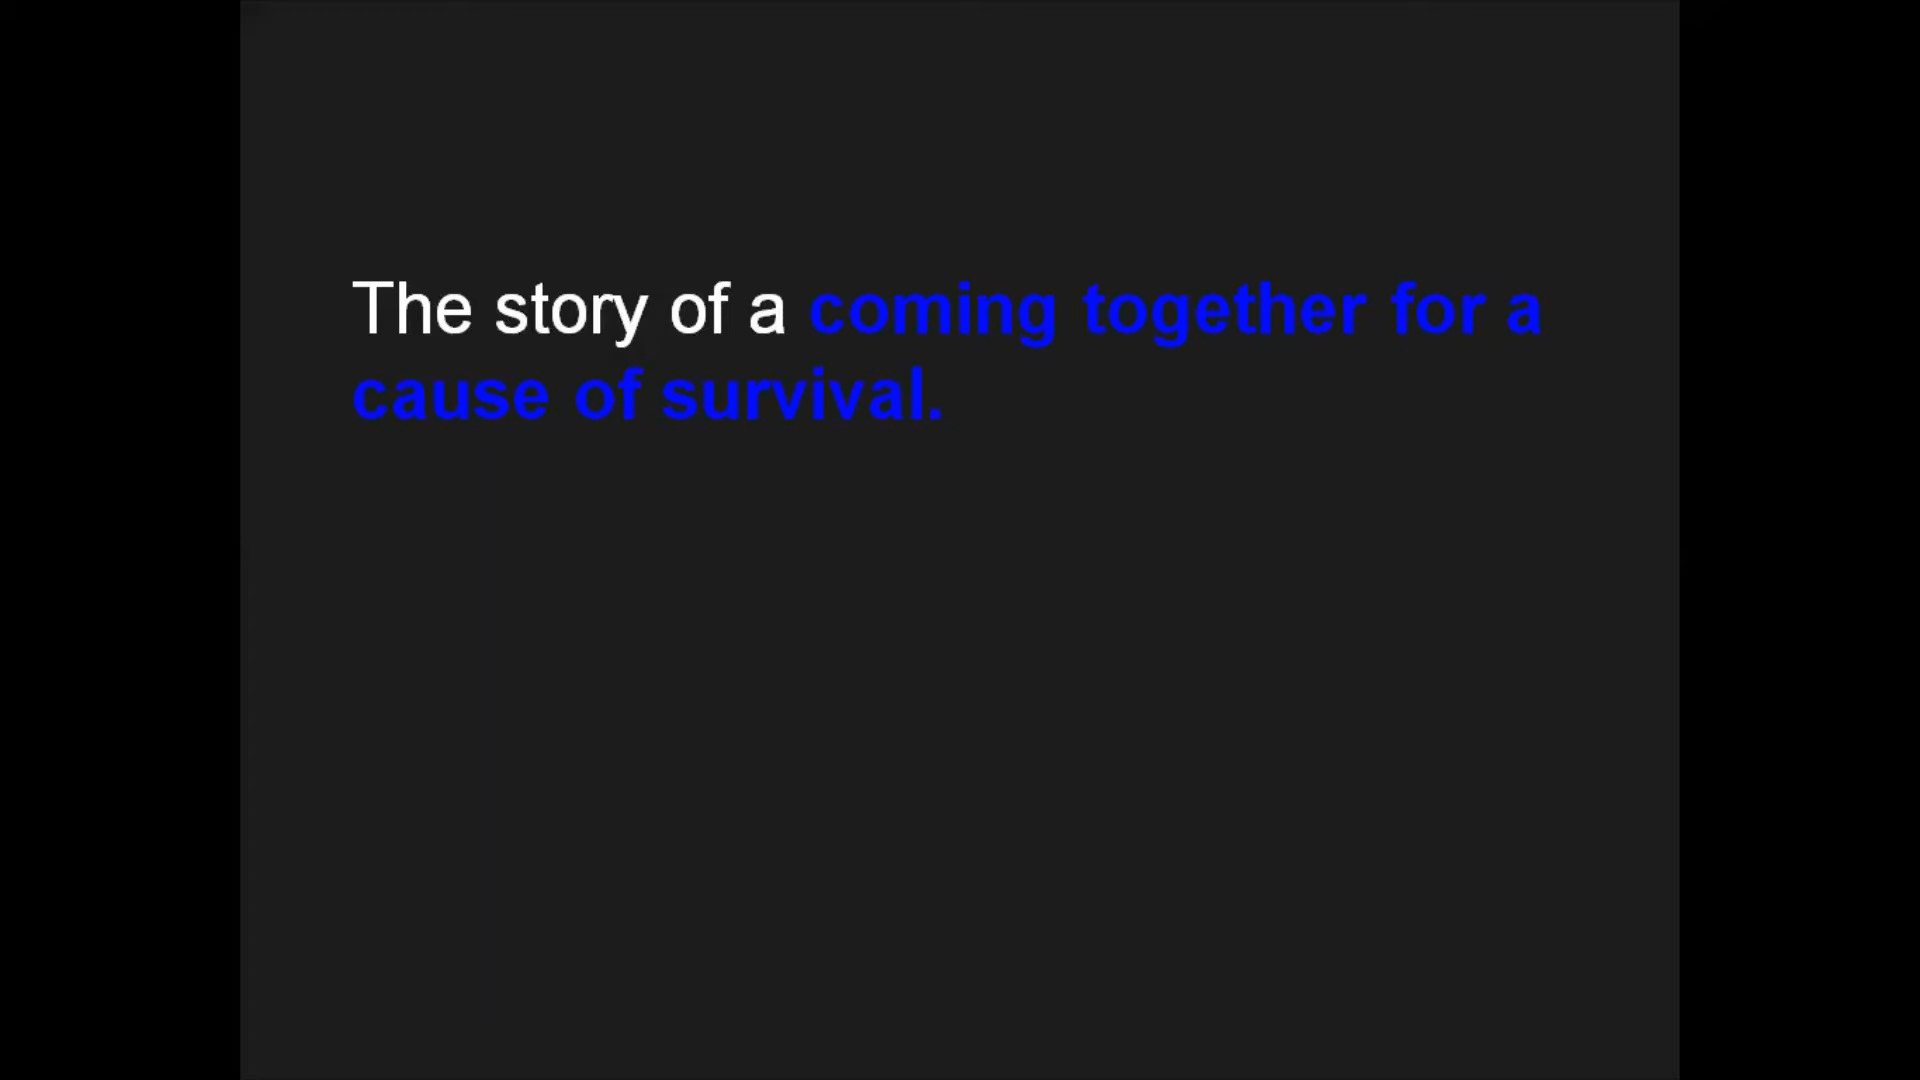 The story of a coming together for a
cause of survival.